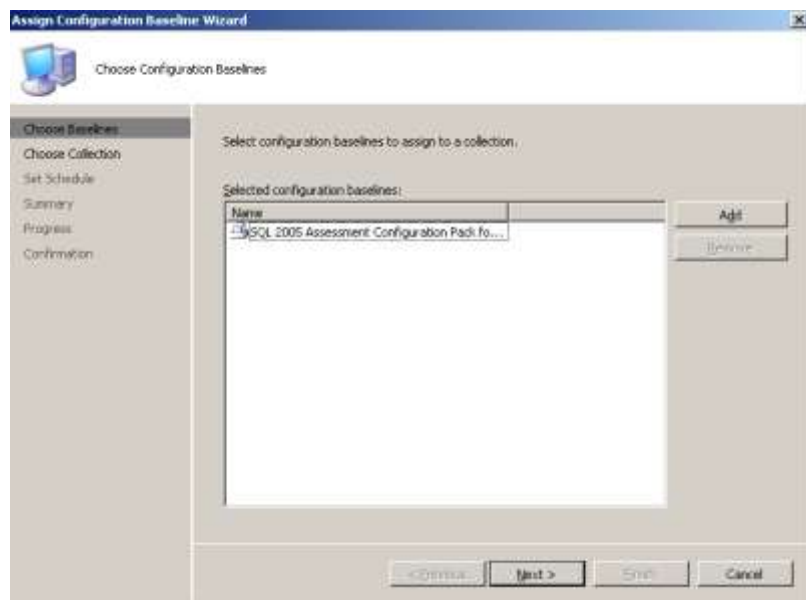 Assign Configuration Baseline Wizard
Choose Configuration Baselines
Choose Baselines
Choose Collection
Set Schedule
Summary
Progress
Confirmation
Select configuration baselines to assign to a collection.
Selected configuration baselines:
Name
SQL 2005 Assessment Configuration Pack fo...
Add
Remove
< Previous
Next >
Finish
Cancel